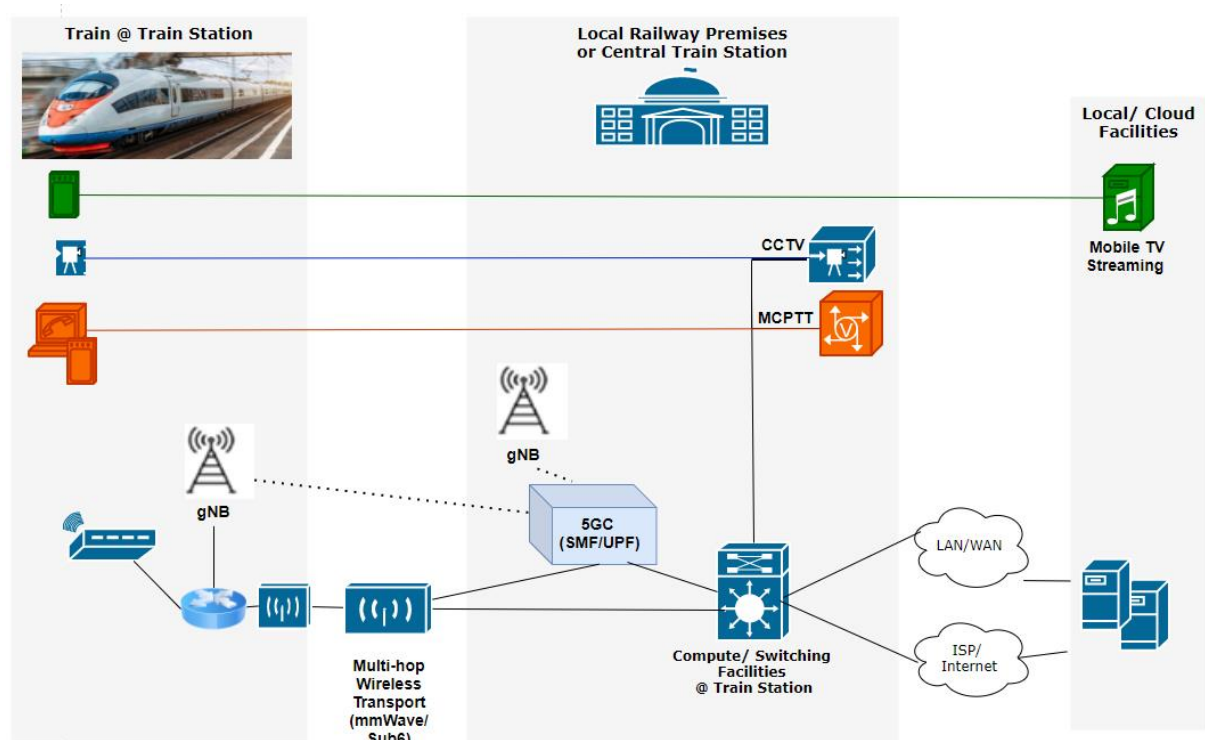 Train @ Train Station
Local Railway Premises
or Central Train Station
Local/ Cloud
Facilities
Mobile TV
Streaming
CCTV
MCPTT
V
gNB
gNB
5GC
(SMF/UPF)
LAN/WAN
ISP/
Internet
Compute/ Switching
Facilities
@ Train Station
Multi-hop
Wireless
Transport
(mmWave/
Sub6)